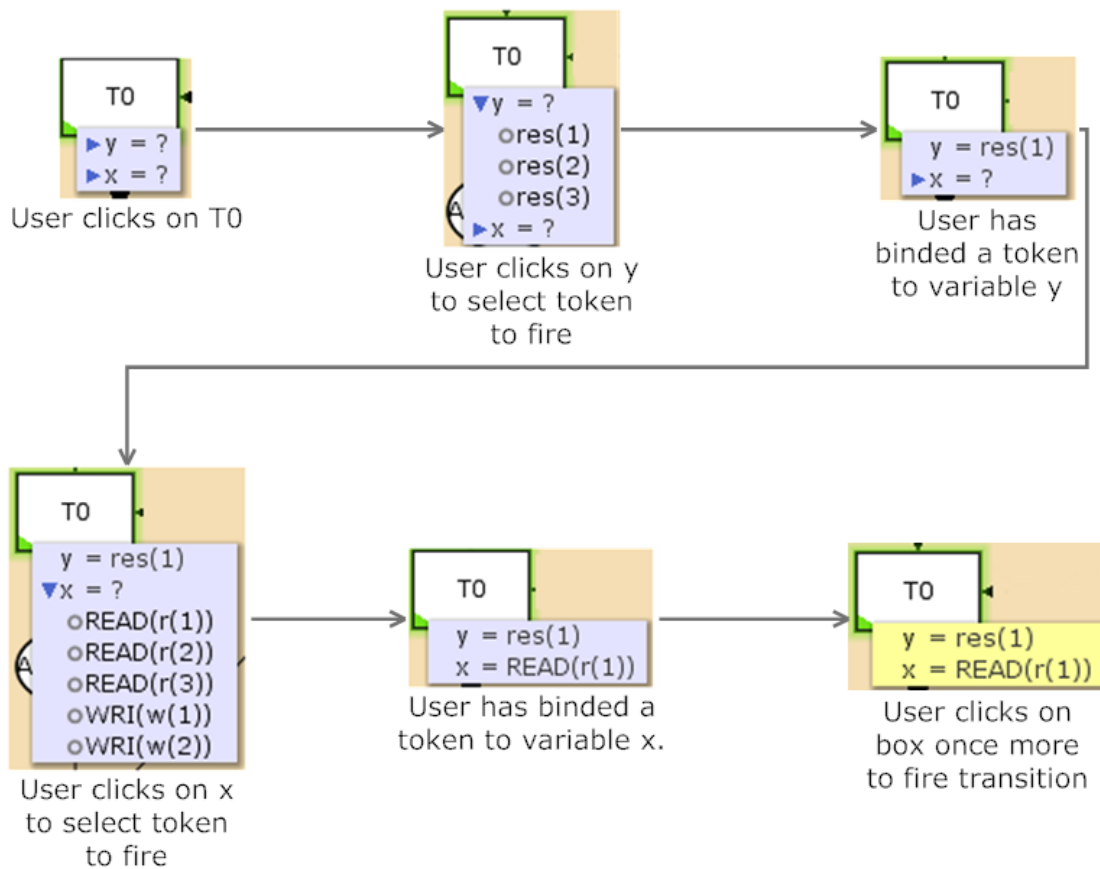 T0
y = ?
x = ?
User clicks on T0
T0
y = ?
res(1)
res(2)
res(3)
x = ?
A
User clicks on y
to select token
to fire
T0
y = res(1)
x = ?
User has
binded a token
to variable y
T0
y = res(1)
x = ?
READ(r(1))
READ(r(2))
READ(r(3))
WRI(w(1))
WRI(w(2))
A
User clicks on x
to select token
to fire
T0
y = res(1)
x = READ(r(1))
User has binded a
token to variable x.
T0
y = res(1)
x = READ(r(1))
User clicks on
box once more
to fire transition